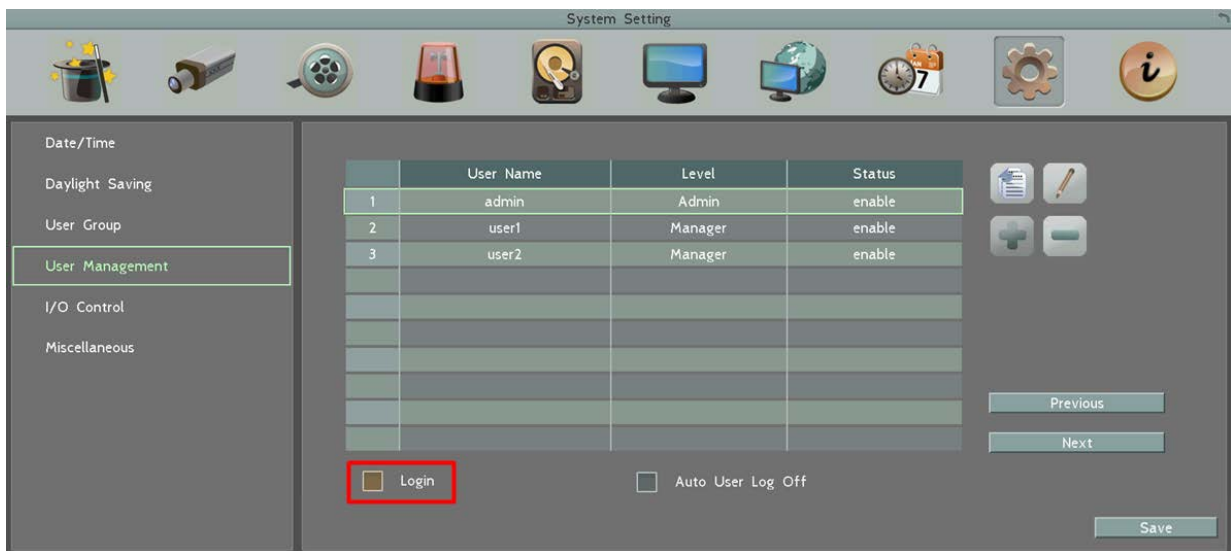 System Setting
7
i
Date/Time
Daylight Saving
User Group
User Management
I/O Control
Miscellaneous
User Name Level Status
1 admin Admin enable
2 user1 Manager enable
3 user2 Manager enable
Previous
Next
Login Auto User Log Off
Save